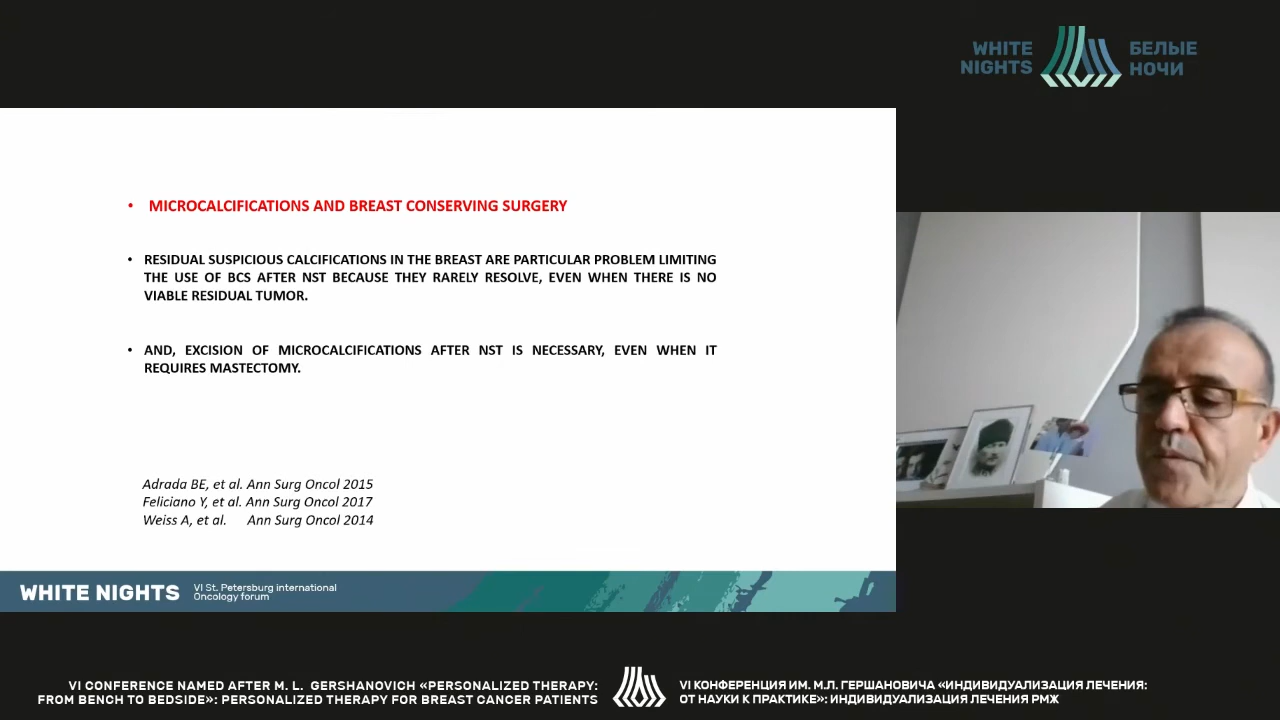 WHITE
NIGHTS
БЕЛЫЕ
НОЧИ
• MICROCALCIFICATIONS AND BREAST CONSERVING SURGERY
• RESIDUAL SUSPICIOUS CALCIFICATIONS IN THE BREAST ARE PARTICULAR PROBLEM LIMITING
THE USE OF BCS AFTER NST BECAUSE THEY RARELY RESOLVE, EVEN WHEN THERE IS NO
VIABLE RESIDUAL TUMOR.
• AND, EXCISION OF MICROCALCIFICATIONS AFTER NST IS NECESSARY, EVEN WHEN IT
REQUIRES MASTECTOMY.
Adrada BE, et al. Ann Surg Oncol 2015
Feliciano Y, et al. Ann Surg Oncol 2017
Weiss A, et al. Ann Surg Oncol 2014
WHITE NIGHTS
VI St. Petersburg international
Oncology forum
VI CONFERENCE NAMED AFTER M. L. GERSHANOVICH «PERSONALIZED THERAPY:
FROM BENCH TO BEDSIDE»: PERSONALIZED THERAPY FOR BREAST CANCER PATIENTS
VI КОНФЕРЕНЦИЯ ИМ. М.Л. ГЕРШАНОВИЧА «ИНДИВИДУАЛИЗАЦИЯ ЛЕЧЕНИЯ:
ОТ НАУКИ К ПРАКТИКЕ»: ИНДИВИДУАЛИЗАЦИЯ ЛЕЧЕНИЯ РМЖ